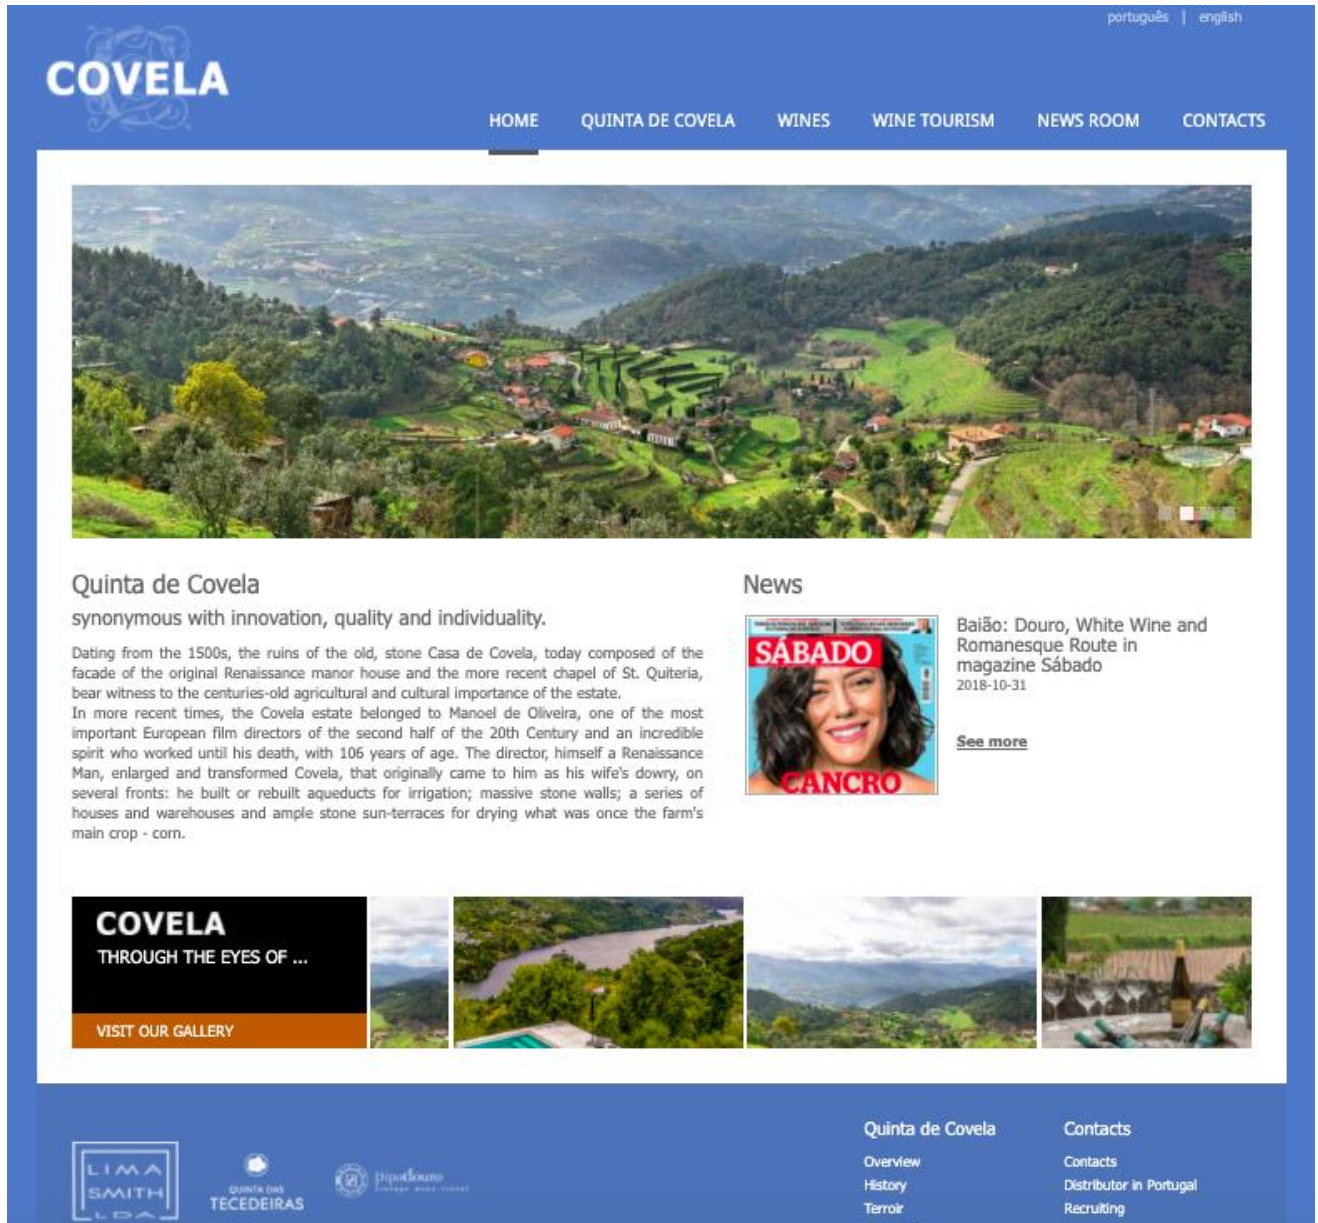 português | english
COVELA
HOME QUINTA DE COVELA WINES WINE TOURISM NEWS ROOM CONTACTS
Quinta de Covela
synonymous with innovation, quality and individuality.
Dating from the 1500s, the ruins of the old, stone Casa de Covela, today composed of the
facade of the original Renaissance manor house and the more recent chapel of St. Quiteria,
bear witness to the centuries-old agricultural and cultural importance of the estate.
In more recent times, the Covela estate belonged to Manoel de Oliveira, one of the most
important European film directors of the second half of the 20th Century and an incredible
spirit who worked until his death, with 106 years of age. The director, himself a Renaissance
Man, enlarged and transformed Covela, that originally came to him as his wife's dowry, on
several fronts: he built or rebuilt aqueducts for irrigation; massive stone walls; a series of
houses and warehouses and ample stone sun-terraces for drying what was once the farm's
main crop - corn.
News
SÁBADO
CANCRO
Baião: Douro, White Wine and
Romanesque Route in
magazine Sábado
2018-10-31
See more
COVELA
THROUGH THE EYES OF ...
VISIT OUR GALLERY
LIMA
SMITH
LDA
QUINTA DAS
TECEDEIRAS
pipadouro
vintage wine travel
Quinta de Covela
Overview
History
Terroir
Contacts
Contacts
Distributor in Portugal
Recruiting